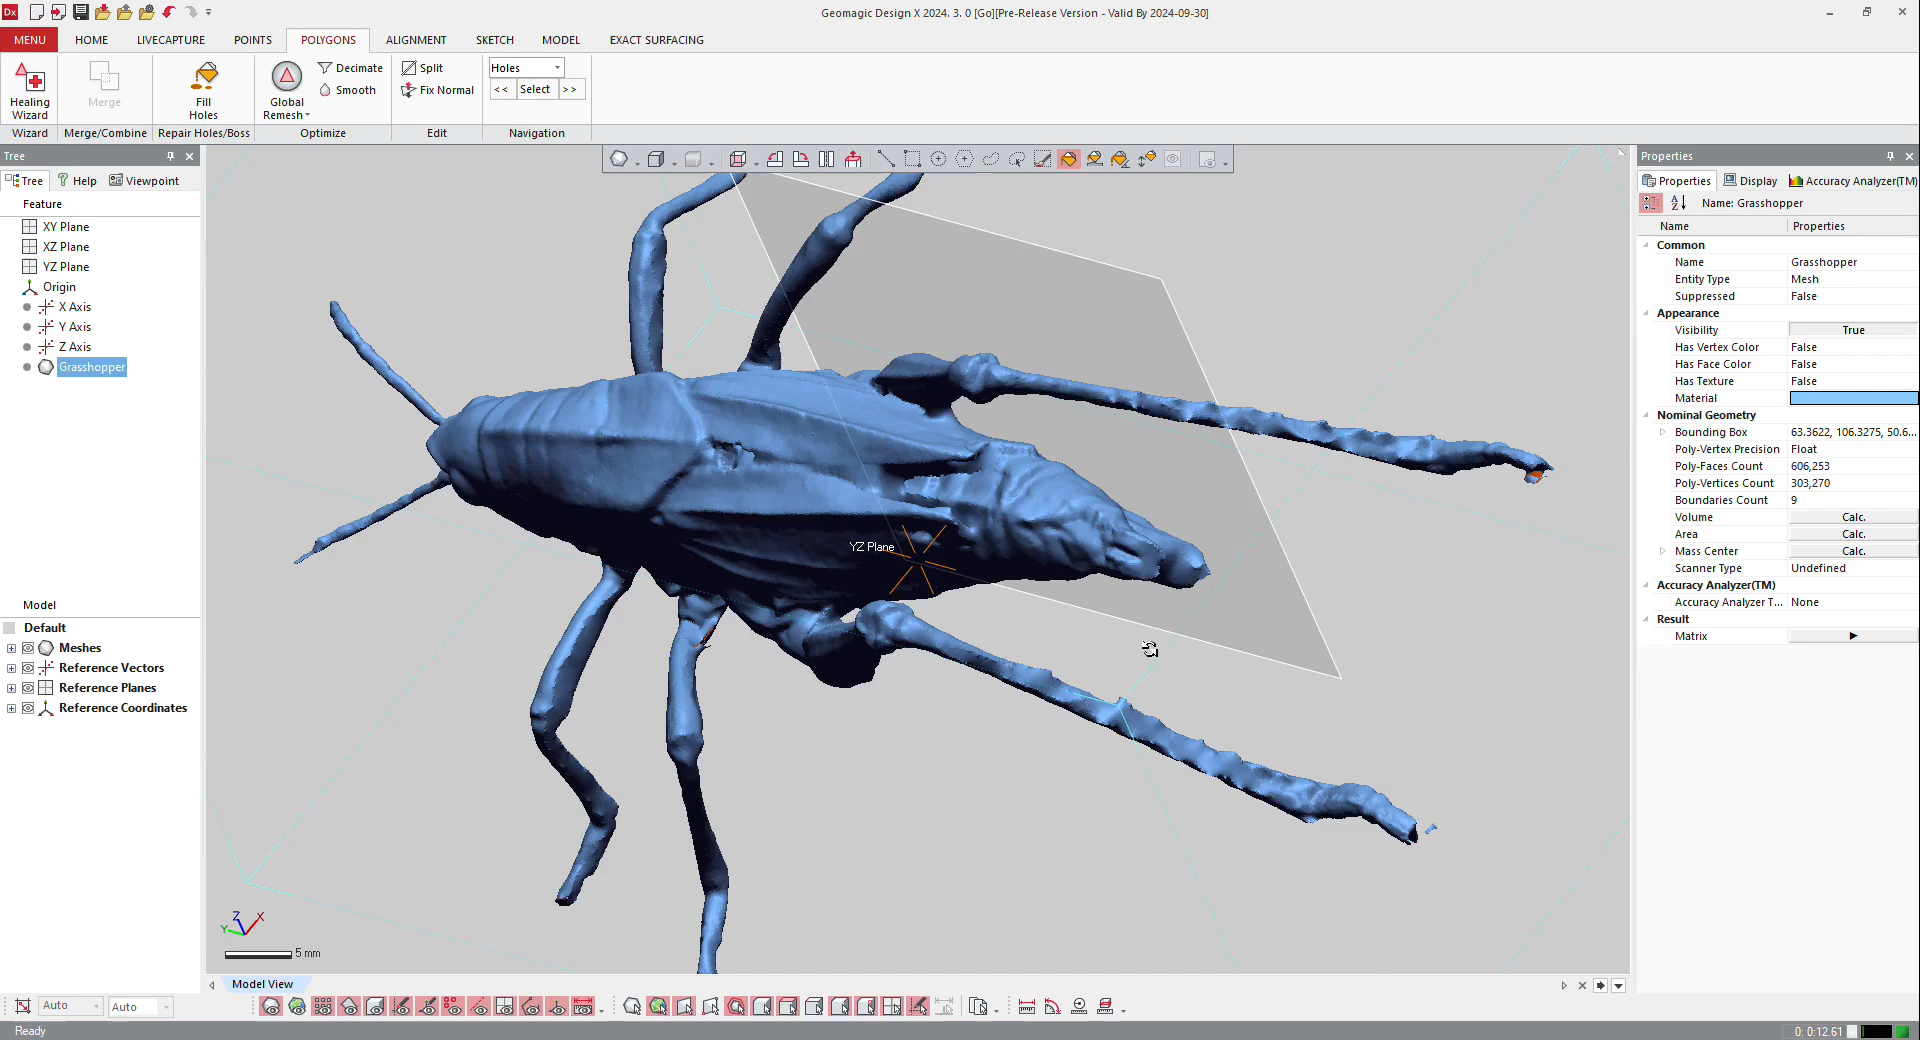 Dx
Geomagic Design X 2024. 3. 0 [Go][Pre-Release Version - Valid By 2024-09-30]
MENU HOME LIVECAPTURE POINTS POLYGONS ALIGNMENT SKETCH MODEL EXACT SURFACING
Healing Wizard
Merge
Fill Holes
Global Remesh
Decimate
Smooth
Split
Fix Normal
Holes
<< Select >>
Wizard Merge/Combine Repair Holes/Boss Optimize Edit Navigation
Tree
Tree Help Viewpoint
Feature
XY Plane
XZ Plane
YZ Plane
Origin
X Axis
Y Axis
Z Axis
Grasshopper
Model
Default
Meshes
Reference Vectors
Reference Planes
Reference Coordinates
YZ Plane
Z X
Y
5 mm
Model View
Properties
Properties Display Accuracy Analyzer(TM)
A
Z Name: Grasshopper
Name Properties
Common
Name Grasshopper
Entity Type Mesh
Suppressed False
Appearance
Visibility True
Has Vertex Color False
Has Face Color False
Has Texture False
Material
Nominal Geometry
Bounding Box 63.3622, 106.3275, 50.6...
Poly-Vertex Precision Float
Poly-Faces Count 606,253
Poly-Vertices Count 303,270
Boundaries Count 9
Volume Calc.
Area Calc.
Mass Center Calc.
Scanner Type Undefined
Accuracy Analyzer(TM)
Accuracy Analyzer T... None
Result
Matrix
Auto Auto
Ready
0: 0:12.61